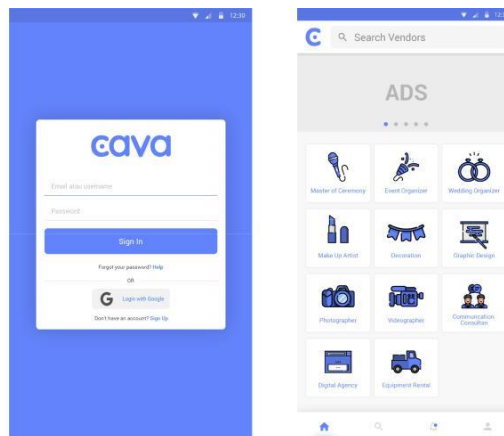 12:30
cava
Email atau username
Password
Sign In
Forgot your password? Help
OR
Login with Google
Don't have an account? Sign Up
Search Vendors
ADS
Master of Ceremony
Event Organizer
Wedding Organizer
Make Up Artist
Decoration
Graphic Design
Photographer
Videographer
Communication
Consultan
Digital Agency
Equipment Rental